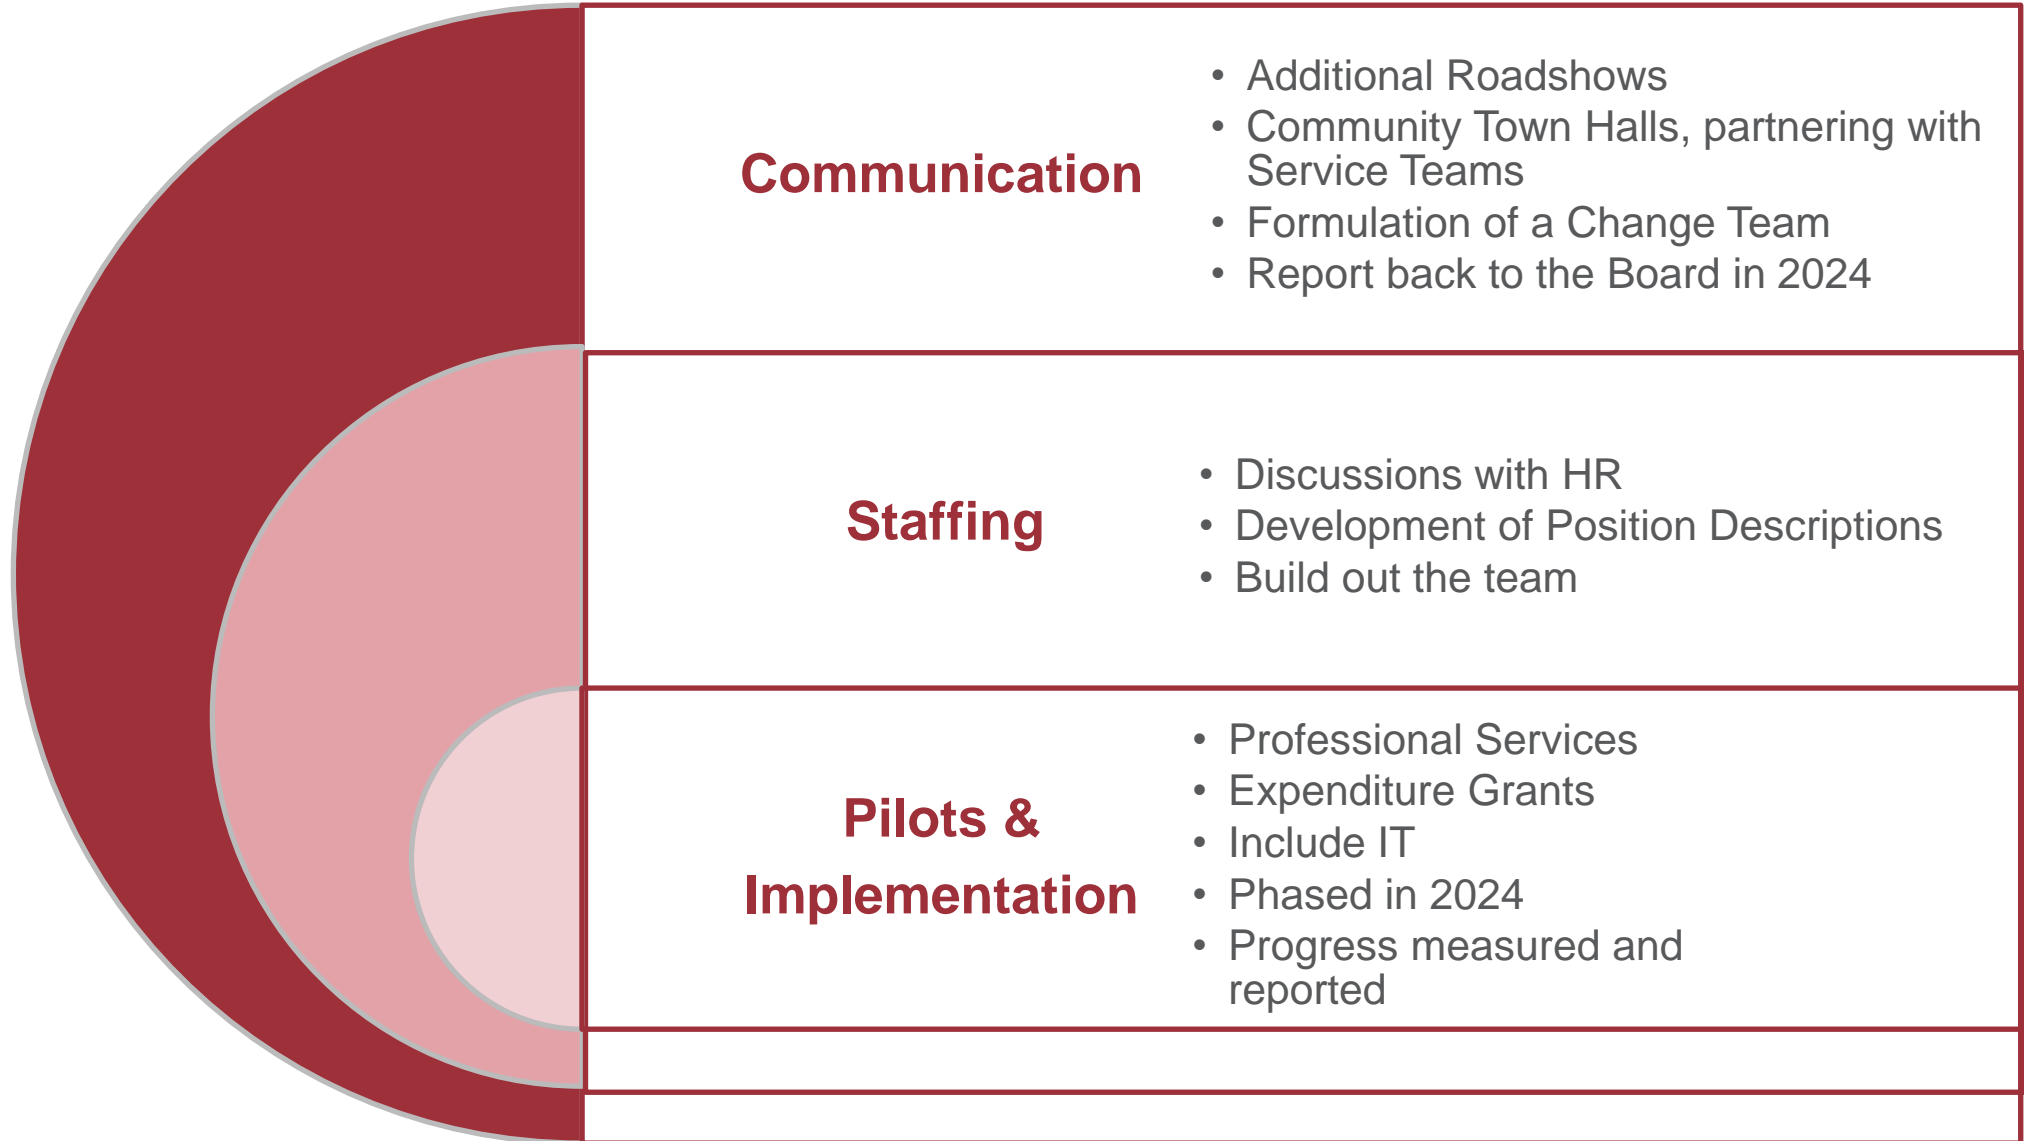 Communication
• Additional Roadshows
• Community Town Halls, partnering with
Service Teams
• Formulation of a Change Team
• Report back to the Board in 2024
Staffing
• Discussions with HR
• Development of Position Descriptions
• Build out the team
Pilots &
Implementation
• Professional Services
• Expenditure Grants
• Include IT
• Phased in 2024
• Progress measured and
reported